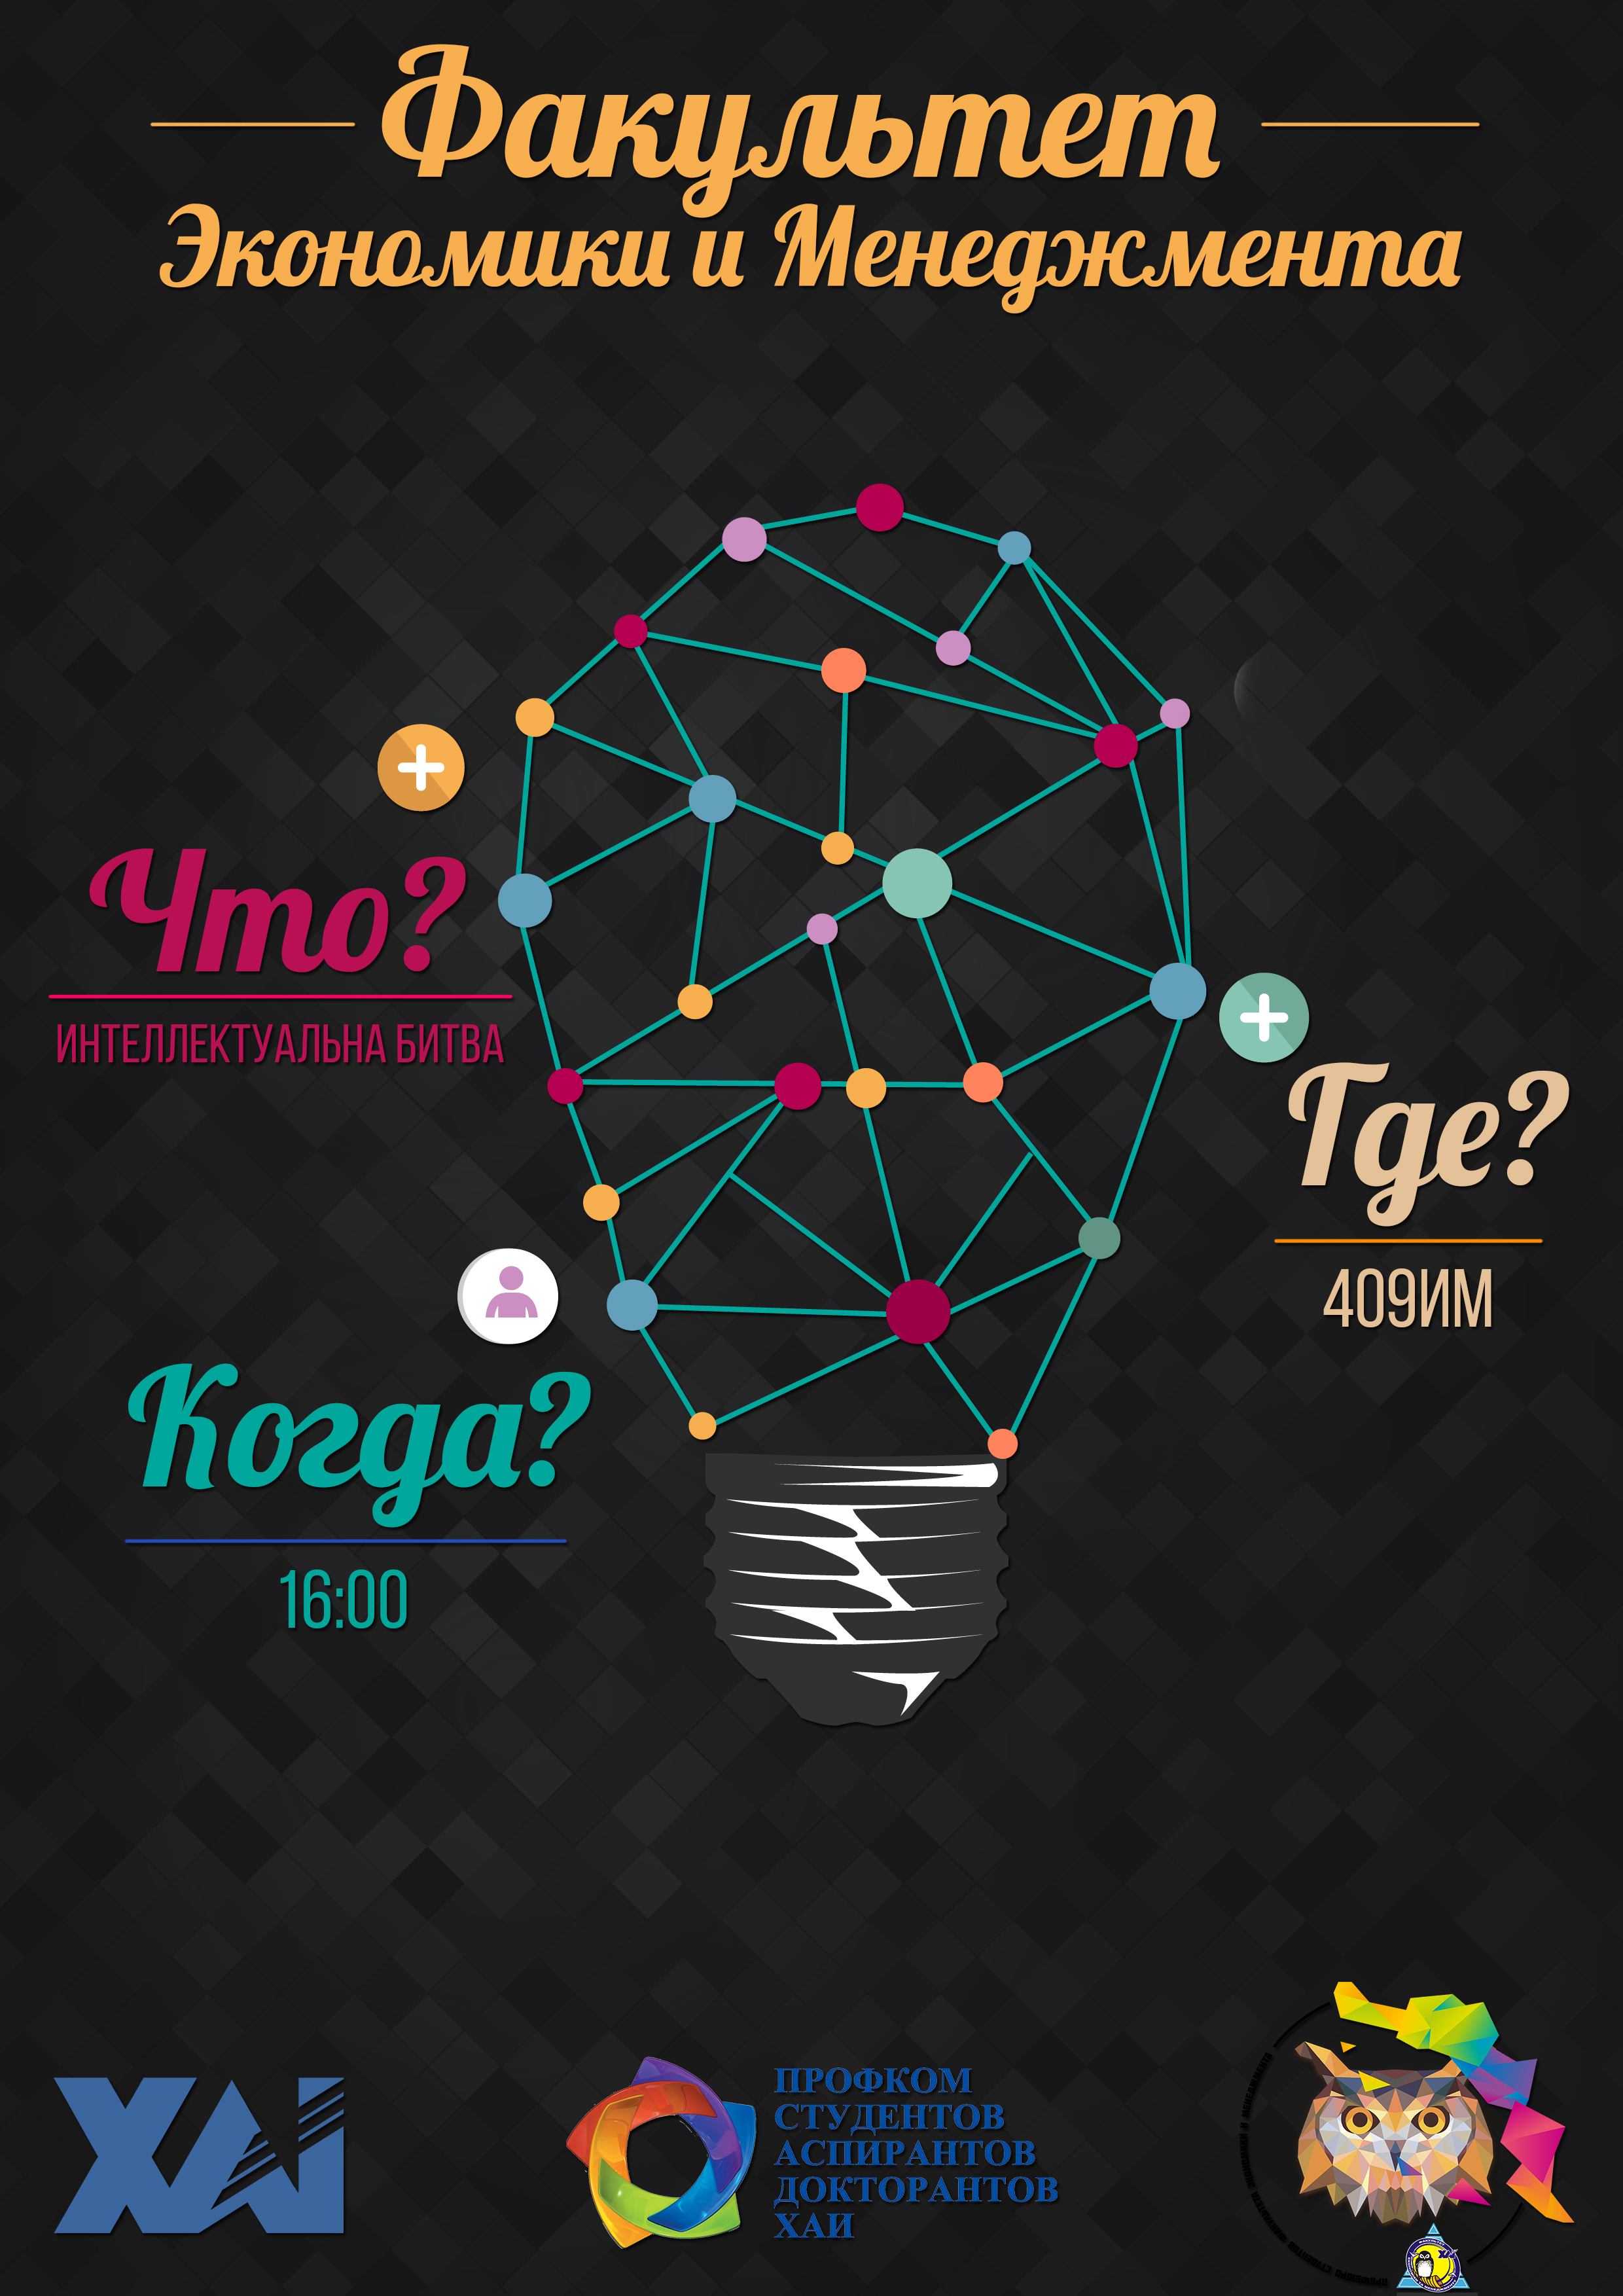 Факультет
Экономики и Менеджмента
Что?
ИНТЕЛЛЕКТУАЛЬНА БИТВА
Где?
409ИМ
Когда?
16:00
ХАІ
ПРОФКОМ
СТУДЕНТОВ
АСПИРАНТОВ
ДОКТОРАНТОВ
ХАИ